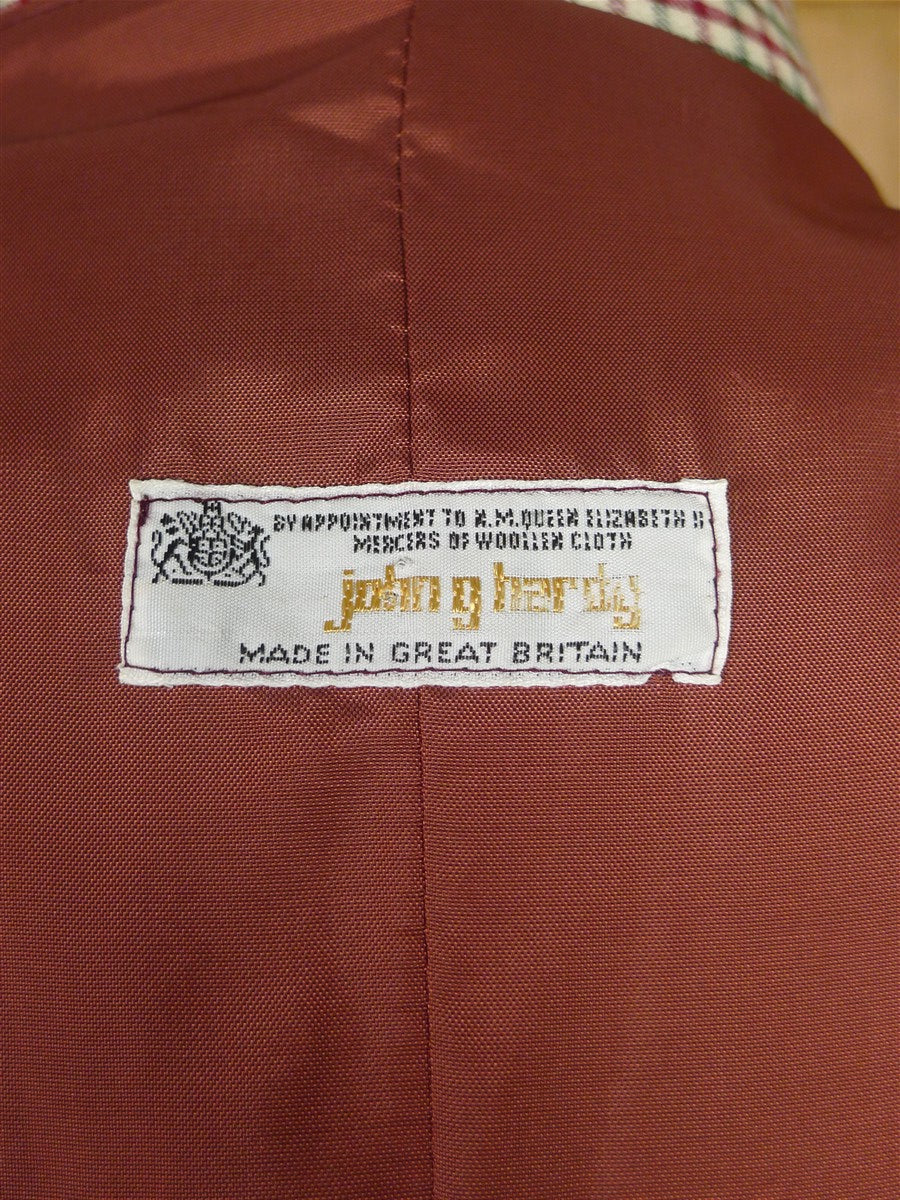 BY APPOINTMENT TO H.M.QUEEN ELIZABETH II
MERCERS OF WOOLLEN CLOTH
john g hardy
MADE IN GREAT BRITAIN